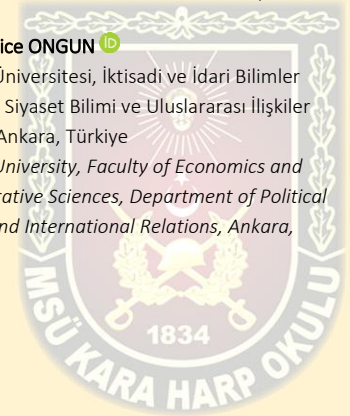 ice ONGUN iD
Üniversitesi, İktisadi ve İdari Bilimler
Siyaset Bilimi ve Uluslararası İlişkiler
Ankara, Türkiye
University, Faculty of Economics and
rative Sciences, Department of Political
nd International Relations, Ankara,
MSÜ KARA HARP OKULU
1834